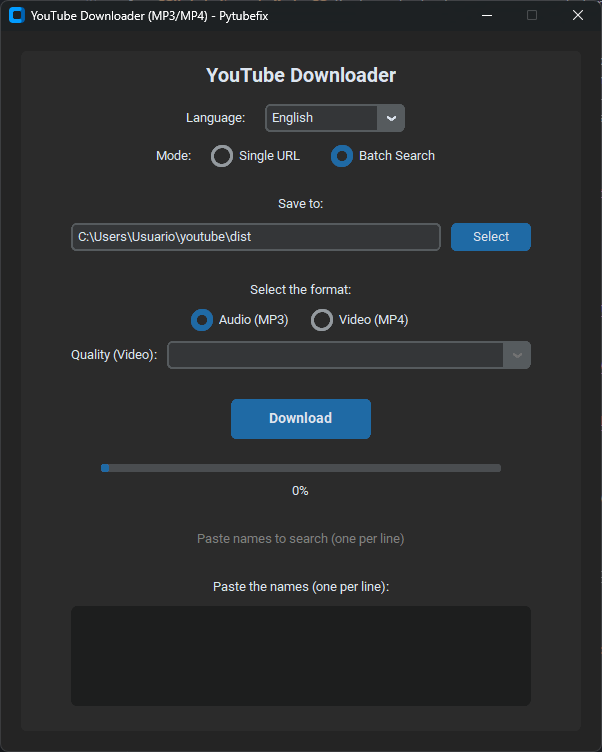 YouTube Downloader (MP3/MP4) - Pytubefix
YouTube Downloader
Language: English
Mode: Single URL Batch Search
Save to:
C:\Users\Usuario\youtube\dist Select
Select the format:
Audio (MP3) Video (MP4)
Quality (Video):
Download
0%
Paste names to search (one per line)
Paste the names (one per line):